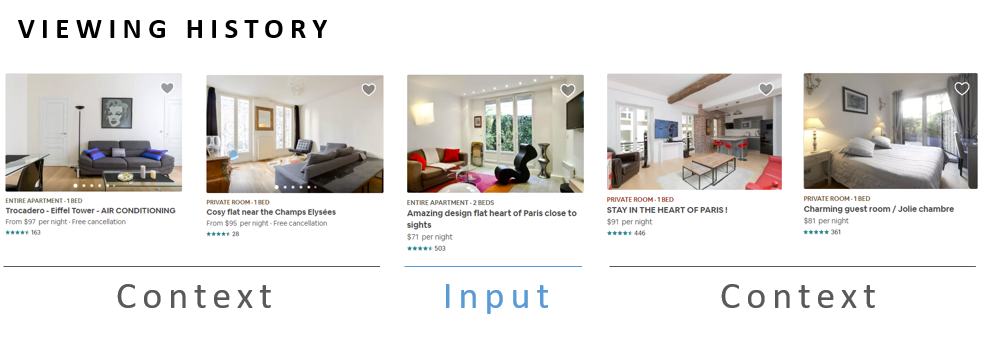 VIEWING HISTORY
ENTIRE APARTMENT · 1 BED
Trocadero - Eiffel Tower - AIR CONDITIONING
From $97 per night · Free cancellation
163
PRIVATE ROOM · 1 BED
Cosy flat near the Champs Elysées
From $95 per night · Free cancellation
28
ENTIRE APARTMENT · 2 BEDS
Amazing design flat heart of Paris close to
sights
$71 per night
503
PRIVATE ROOM · 1 BED
STAY IN THE HEART OF PARIS !
$91 per night
446
PRIVATE ROOM · 1 BED
Charming guest room / Jolie chambre
$81 per night
361
Context
Input
Context